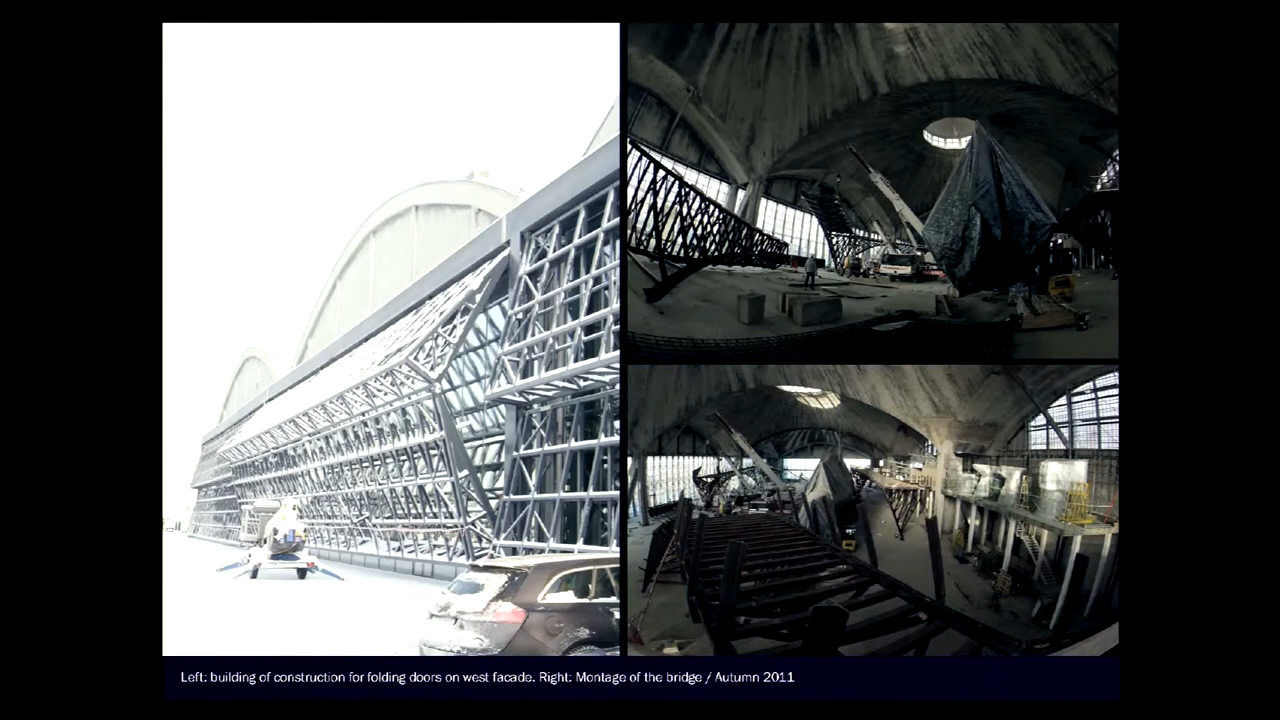 Left: building of construction for folding doors on west facade. Right: Montage of the bridge / Autumn 2011